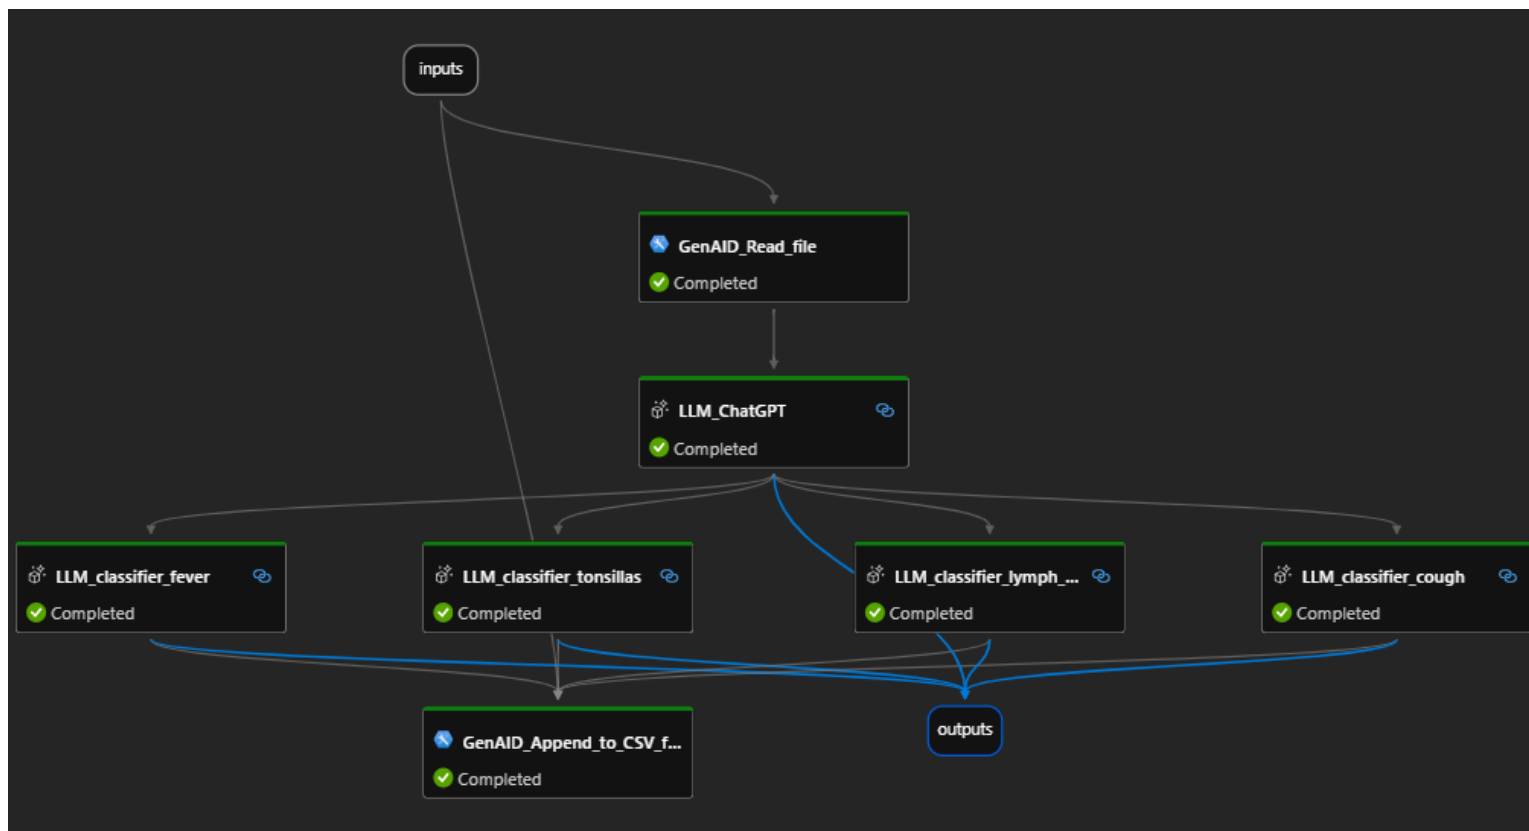 inputs
GenAID_Read_file
Completed
LLM_ChatGPT
Completed
LLM_classifier_fever
Completed
LLM_classifier_tonsillas
Completed
LLM_classifier_lymph_...
Completed
LLM_classifier_cough
Completed
GenAID_Append_to_CSV_f...
Completed
outputs